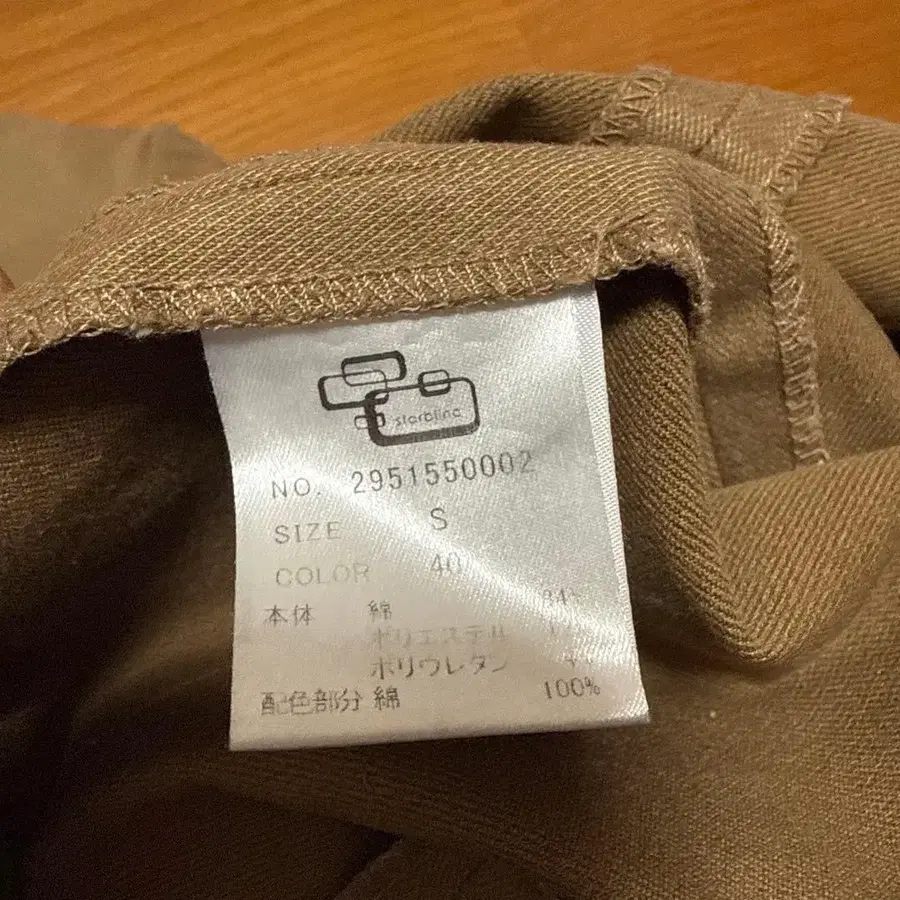 starblinc
NO. 2951550002
SIZE S
COLOR 40
本体 綿
ポリエステル
ポリウレタン
配色部分 綿 100%